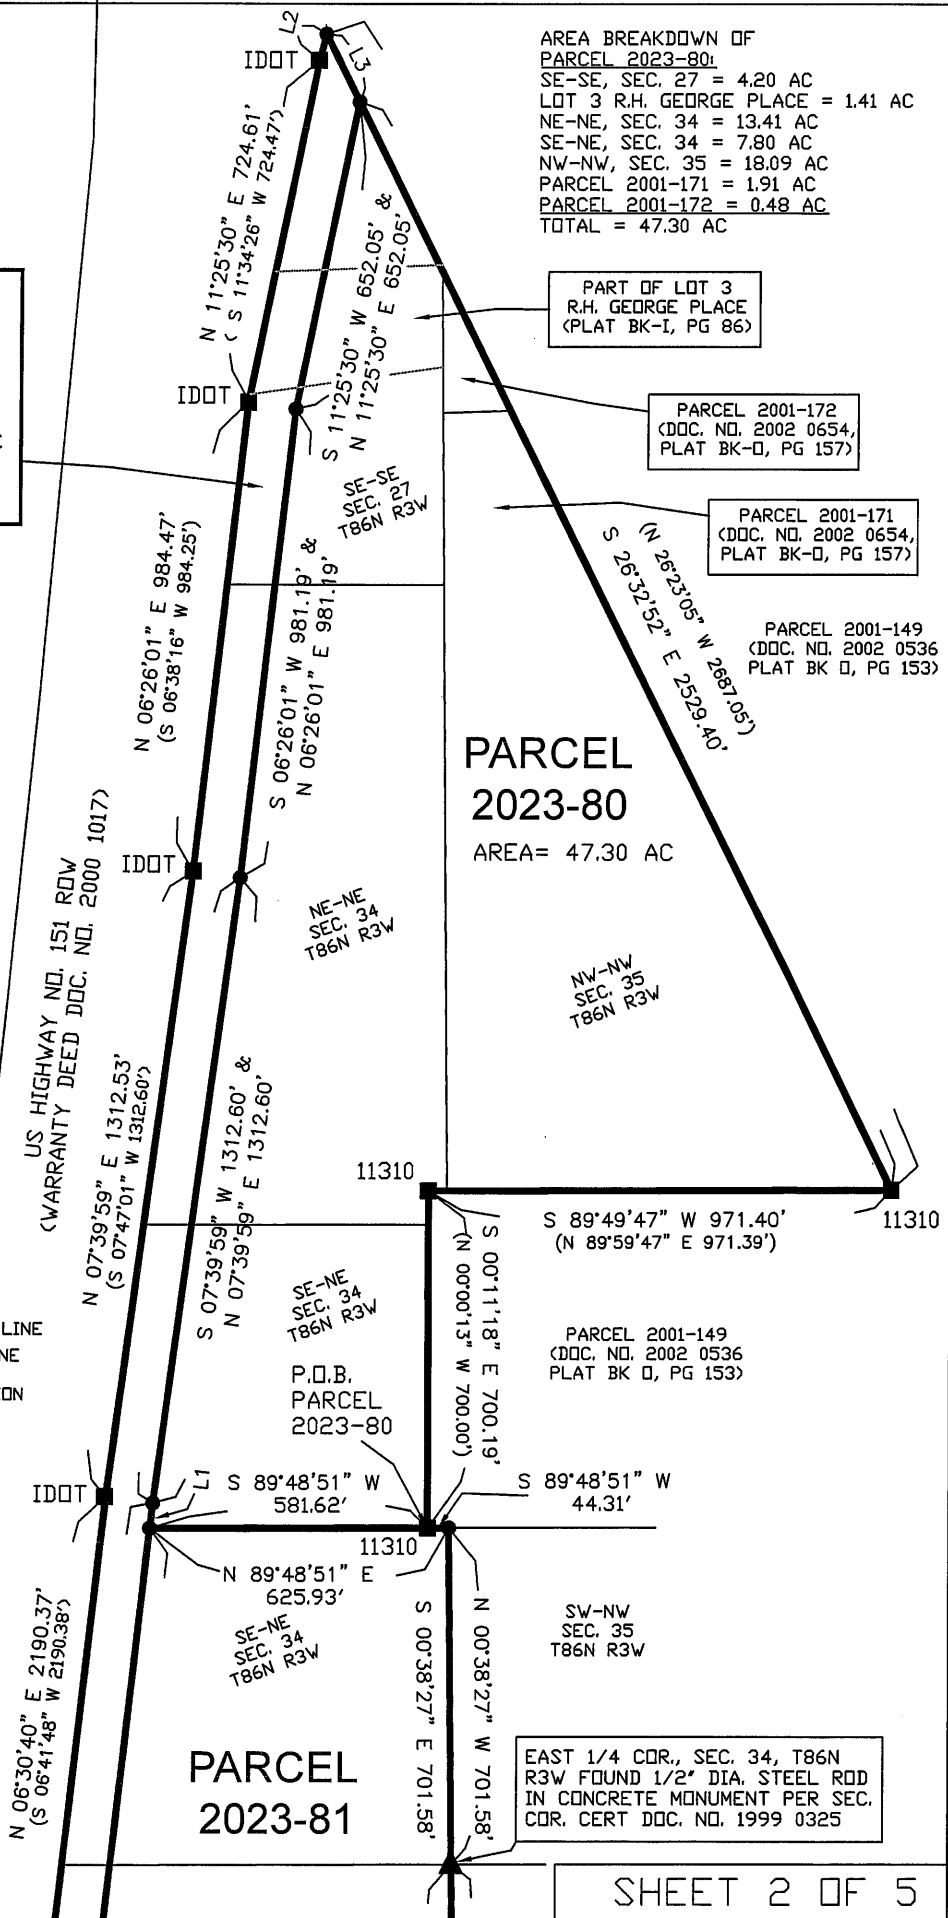 AREA BREAKDOWN OF
PARCEL 2023-80:
SE-SE, SEC. 27 = 4.20 AC
LOT 3 R.H. GEORGE PLACE = 1.41 AC
NE-NE, SEC. 34 = 13.41 AC
SE-NE, SEC. 34 = 7.80 AC
NW-NW, SEC. 35 = 18.09 AC
PARCEL 2001-171 = 1.91 AC
PARCEL 2001-172 = 0.48 AC
TOTAL = 47.30 AC
L2
IDOT
L3
N 11°25'30" E 724.61'
( S 11°34'26" W 724.47')
S 11°25'30" W 652.05' &
N 11°25'30" E 652.05'
PART OF LOT 3
R.H. GEORGE PLACE
(PLAT BK-I, PG 86)
IDOT
PARCEL 2001-172
(DOC. NO. 2002 0654,
PLAT BK-O, PG 157)
SE-SE
SEC. 27
T86N R3W
PARCEL 2001-171
(DOC. NO. 2002 0654,
PLAT BK-O, PG 157)
N 06°26'01" E 984.47'
(S 06°38'16" W 984.25')
S 06°26'01" W 981.19' &
N 06°26'01" E 981.19'
(N 26°23'05" W 2687.05')
S 26°32'52" E 2529.40'
PARCEL 2001-149
(DOC. NO. 2002 0536
PLAT BK O, PG 153)
PARCEL
2023-80
AREA= 47.30 AC
IDOT
US HIGHWAY NO. 151 ROW
(WARRANTY DEED DOC. NO. 2000 1017)
NE-NE
SEC. 34
T86N R3W
NW-NW
SEC. 35
T86N R3W
N 07°39'59" E 1312.53'
(S 07°47'01" W 1312.60')
S 07°39'59" W 1312.60' &
N 07°39'59" E 1312.60'
11310
S 89°49'47" W 971.40'
(N 89°59'47" E 971.39')
11310
SE-NE
SEC. 34
T86N R3W
S 00°11'18" E 700.19'
(N 00°00'13" W 700.00')
LINE
NE
ON
PARCEL 2001-149
(DOC. NO. 2002 0536
PLAT BK O, PG 153)
P.O.B.
PARCEL
2023-80
IDOT
L1
S 89°48'51" W
581.62'
S 89°48'51" W
44.31'
11310
N 89°48'51" E
625.93'
N 06°30'40" E 2190.37'
(S 06°41'48" W 2190.38')
SE-NE
SEC. 34
T86N R3W
S 00°38'27" E 701.58'
N 00°38'27" W 701.58'
SW-NW
SEC. 35
T86N R3W
PARCEL
2023-81
EAST 1/4 COR., SEC. 34, T86N
R3W FOUND 1/2" DIA. STEEL ROD
IN CONCRETE MONUMENT PER SEC.
COR. CERT DOC. NO. 1999 0325
SHEET 2 OF 5